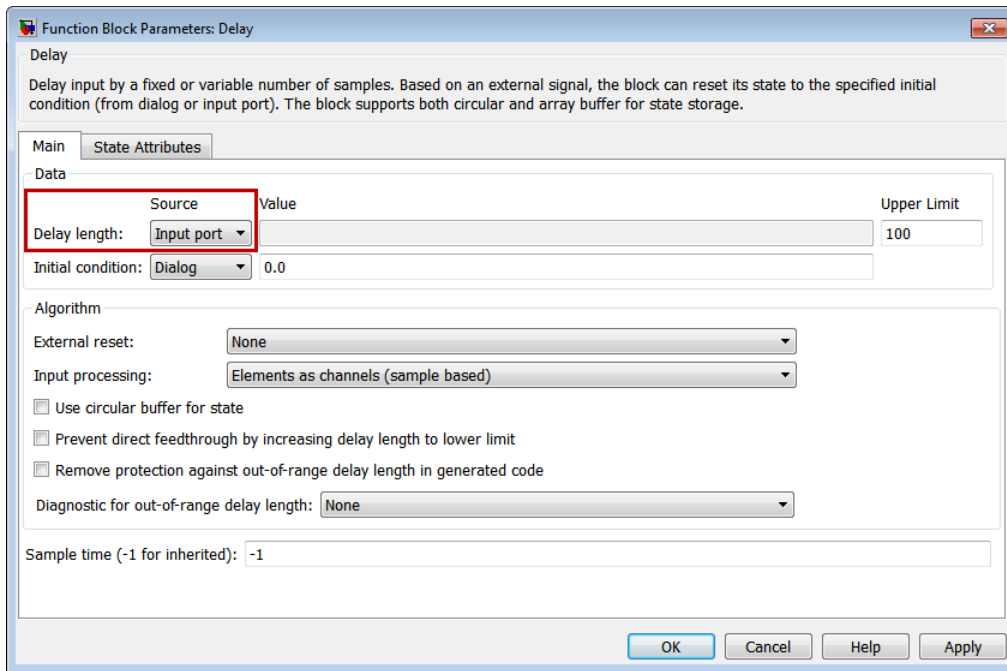 Function Block Parameters: Delay
Delay
Delay input by a fixed or variable number of samples. Based on an external signal, the block can reset its state to the specified initial
condition (from dialog or input port). The block supports both circular and array buffer for state storage.
Main State Attributes
Data
Source Value Upper Limit
Delay length: Input port 100
Initial condition: Dialog 0.0
Algorithm
External reset: None
Input processing: Elements as channels (sample based)
Use circular buffer for state
Prevent direct feedthrough by increasing delay length to lower limit
Remove protection against out-of-range delay length in generated code
Diagnostic for out-of-range delay length: None
Sample time (-1 for inherited): -1
OK Cancel Help Apply